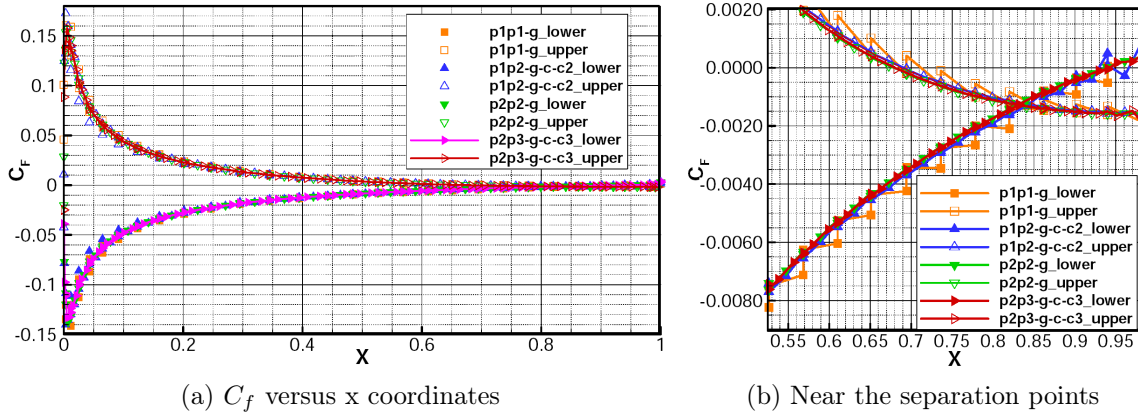 0.15
0.1
0.05
0
-0.05
-0.1
-0.15
C_F
0 0.2 0.4 0.6 0.8 1
X
p1p1-g_lower
p1p1-g_upper
p1p2-g-c-c2_lower
p1p2-g-c-c2_upper
p2p2-g_lower
p2p2-g_upper
p2p3-g-c-c3_lower
p2p3-g-c-c3_upper
(a) C_f versus x coordinates
0.0020
0.0000
-0.0020
-0.0040
-0.0060
-0.0080
C_F
0.55 0.6 0.65 0.7 0.75 0.8 0.85 0.9 0.95
X
p1p1-g_lower
p1p1-g_upper
p1p2-g-c-c2_lower
p1p2-g-c-c2_upper
p2p2-g_lower
p2p2-g_upper
p2p3-g-c-c3_lower
p2p3-g-c-c3_upper
(b) Near the separation points